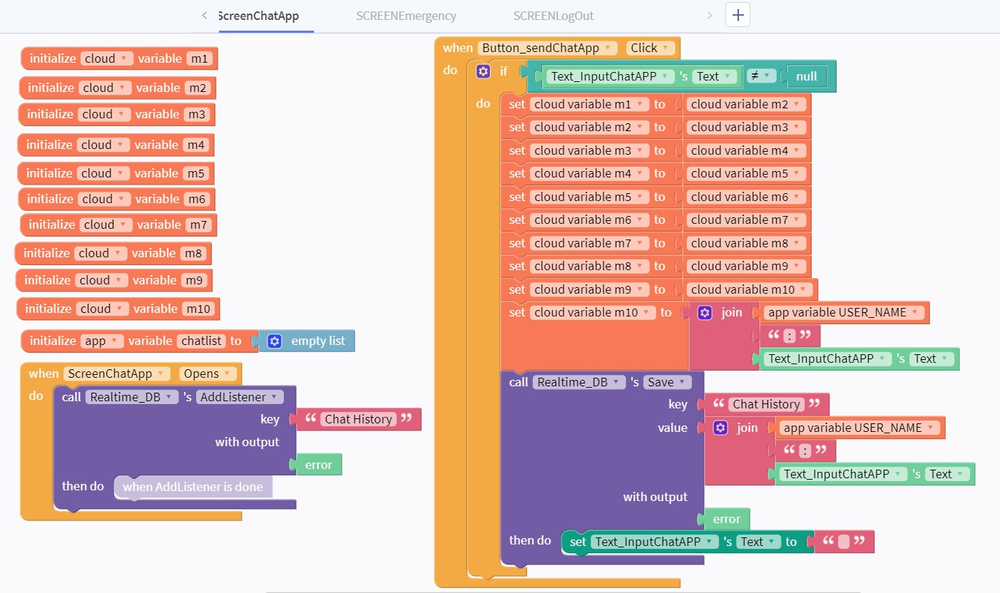 ScreenChatApp SCREENEmergency SCREENLogOut
initialize cloud variable m1
initialize cloud variable m2
initialize cloud variable m3
initialize cloud variable m4
initialize cloud variable m5
initialize cloud variable m6
initialize cloud variable m7
initialize cloud variable m8
initialize cloud variable m9
initialize cloud variable m10
initialize app variable chatlist to empty list
when ScreenChatApp Opens
do call Realtime_DB 's AddListener
key “ Chat History ”
with output
error
then do when AddListener is done
when Button_sendChatApp Click
do if Text_InputChatAPP 's Text ≠ null
do set cloud variable m1 to cloud variable m2
set cloud variable m2 to cloud variable m3
set cloud variable m3 to cloud variable m4
set cloud variable m4 to cloud variable m5
set cloud variable m5 to cloud variable m6
set cloud variable m6 to cloud variable m7
set cloud variable m7 to cloud variable m8
set cloud variable m8 to cloud variable m9
set cloud variable m9 to cloud variable m10
set cloud variable m10 to join app variable USER_NAME
“ : ”
Text_InputChatAPP 's Text
call Realtime_DB 's Save
key “ Chat History ”
value join app variable USER_NAME
“ : ”
Text_InputChatAPP 's Text
with output
error
then do set Text_InputChatAPP 's Text to “ ”